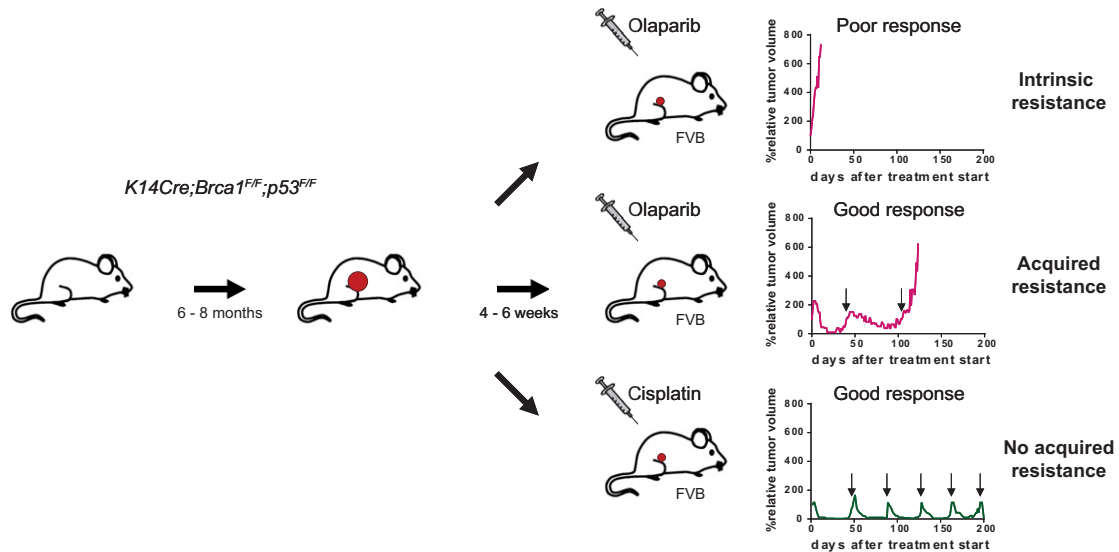 K14Cre;Brca1F/F;p53F/F
6 - 8 months
4 - 6 weeks
Olaparib
FVB
Poor response
%relative tumor volume
800
600
400
200
0
0
50
100
150
200
days after treatment start
Intrinsic
resistance
Olaparib
FVB
Good response
%relative tumor volume
800
600
400
200
0
0
50
100
150
200
days after treatment start
Acquired
resistance
Cisplatin
FVB
Good response
%relative tumor volume
800
600
400
200
0
0
50
100
150
200
days after treatment start
No acquired
resistance